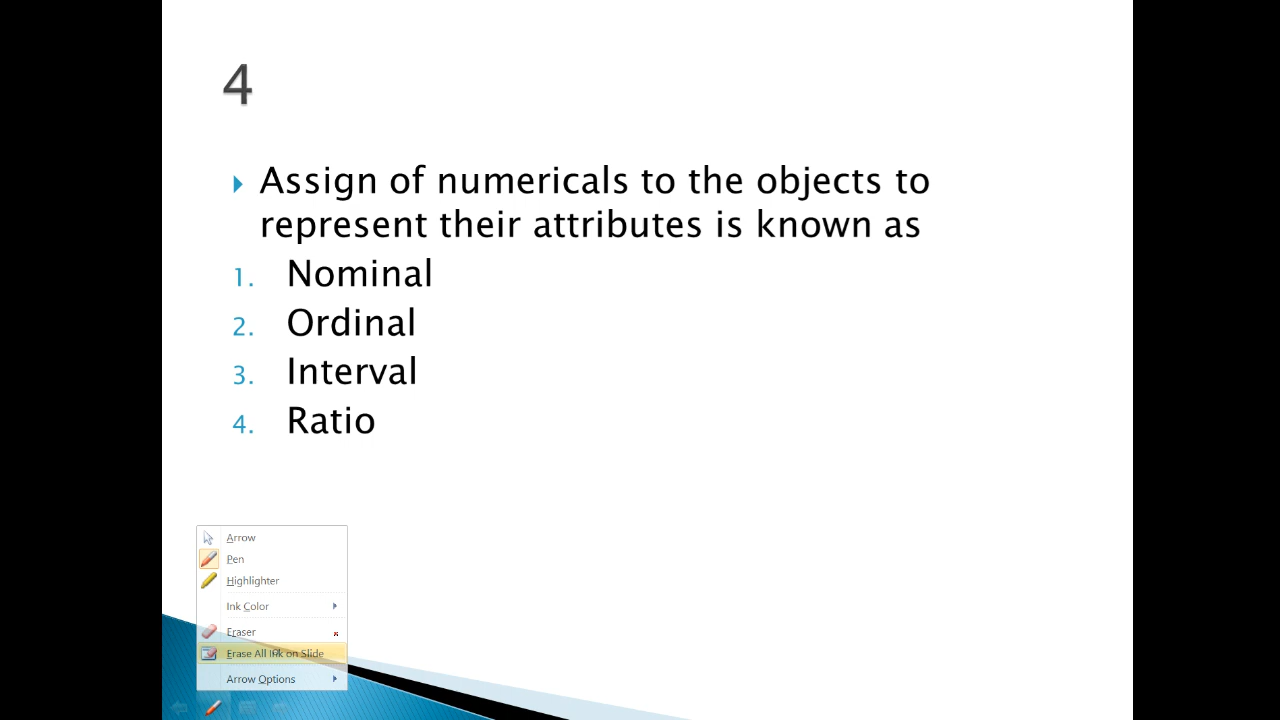 4
Assign of numericals to the objects to
represent their attributes is known as
1. Nominal
2. Ordinal
3. Interval
4. Ratio
Arrow
Pen
Highlighter
Ink Color
Eraser
Erase All Ink on Slide
Arrow Options